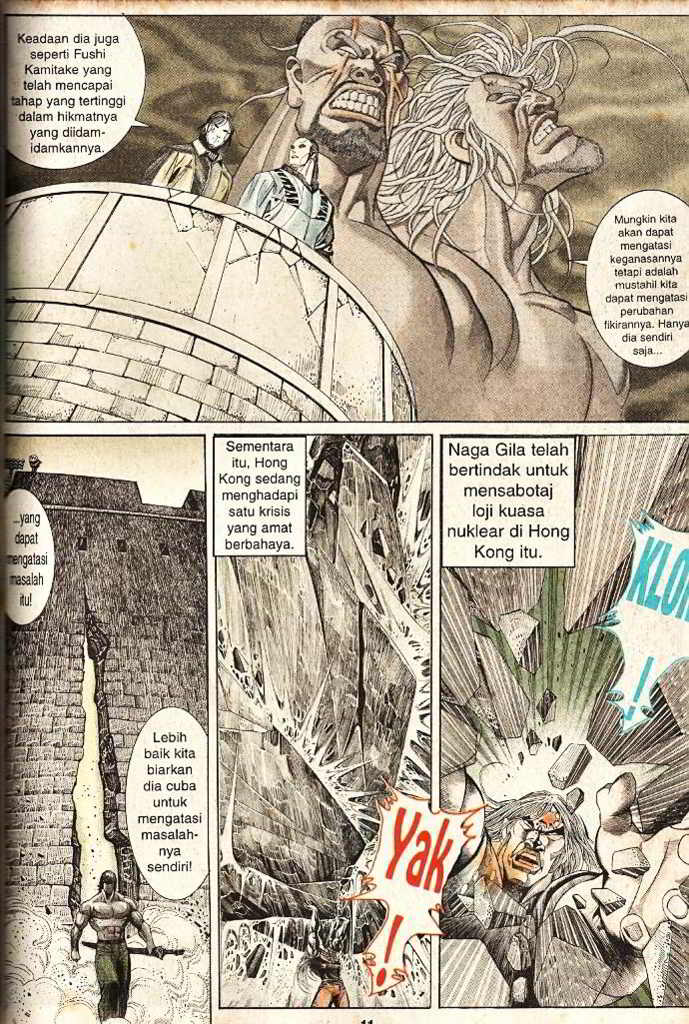 Keadaan dia juga
seperti Fushi
Kamitake yang
telah mencapai
tahap yang tertinggi
dalam hikmatnya
yang diidam-
idamkannya.
Mungkin kita
akan dapat
mengatasi
keganasannya
tetapi adalah
mustahil kita
dapat mengatasi
perubahan
fikirannya. Hanya
dia sendiri
saja...
...yang
dapat
mengatasi
masalah
itu!
Lebih
baik kita
biarkan
dia cuba
untuk
mengatasi
masalah-
nya
sendiri!
Sementara
itu, Hong
Kong sedang
menghadapi
satu krisis
yang amat
berbahaya.
Yak
!
Naga Gila telah
bertindak untuk
mensabotaj
loji kuasa
nuklear di Hong
Kong itu.
!
11